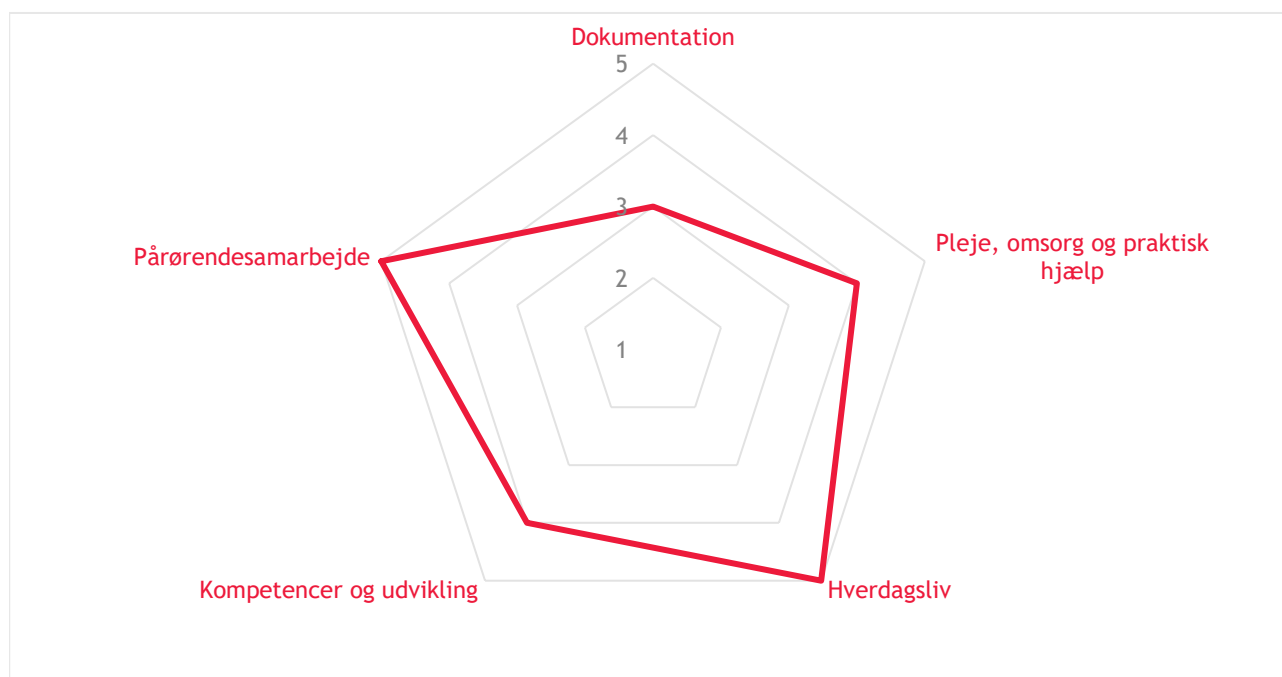 Dokumentation
5
4
3
2
1
Pårørendesamarbejde
Pleje, omsorg og praktisk
hjælp
Kompetencer og udvikling
Hverdagsliv